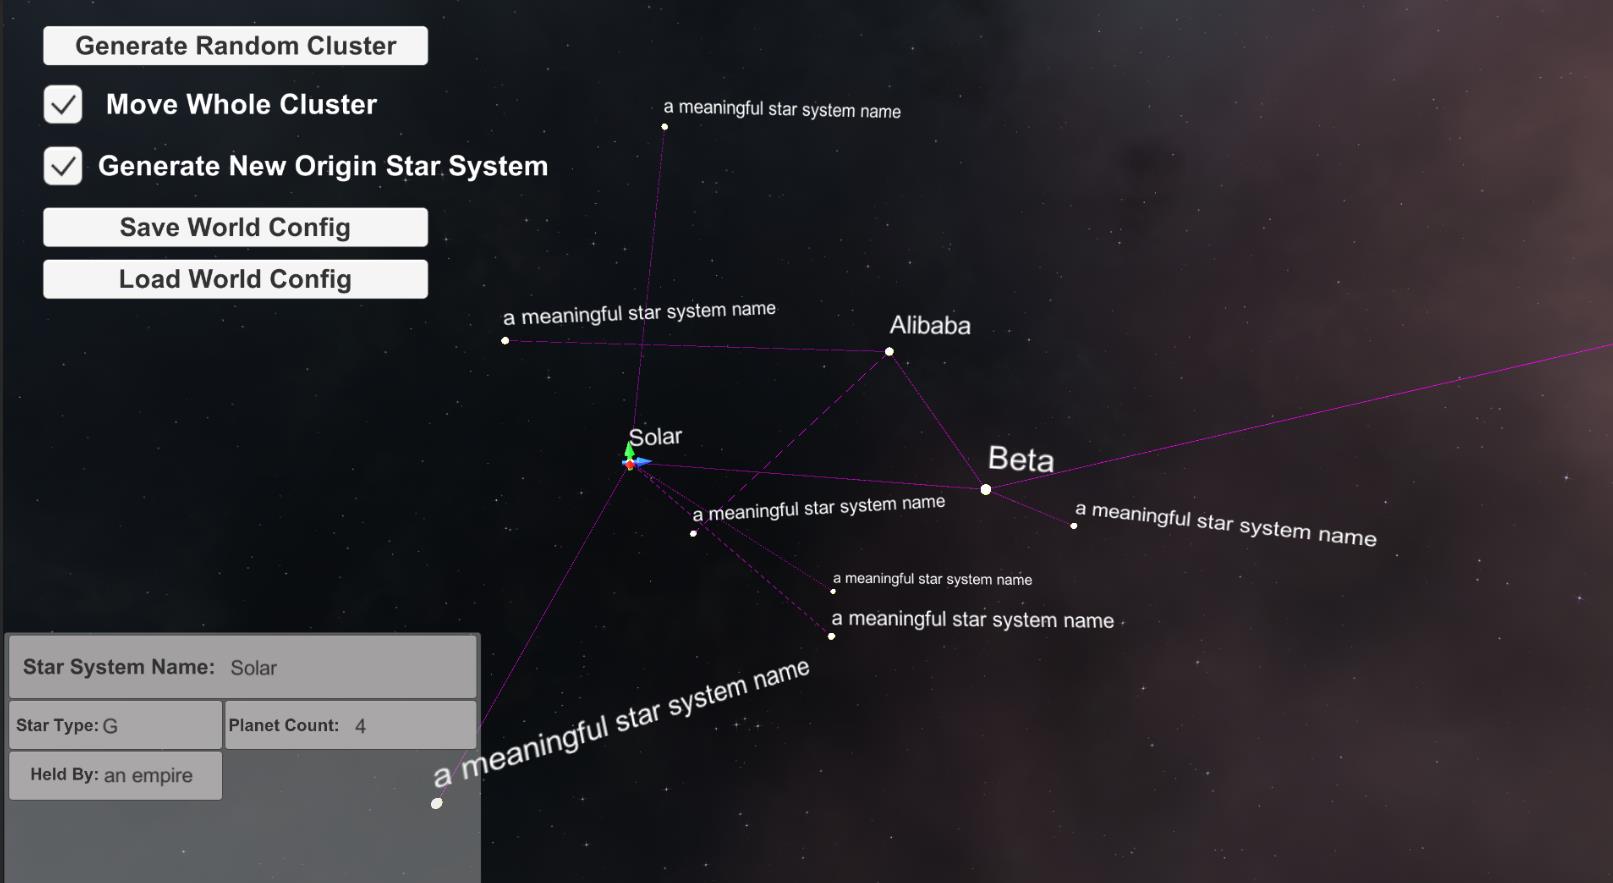 Generate Random Cluster
Move Whole Cluster
Generate New Origin Star System
Save World Config
Load World Config
a meaningful star system name
a meaningful star system name
Alibaba
Solar
Beta
a meaningful star system name
a meaningful star system name
a meaningful star system name
a meaningful star system name
a meaningful star system name
Star System Name: Solar
Star Type: G
Planet Count: 4
Held By: an empire